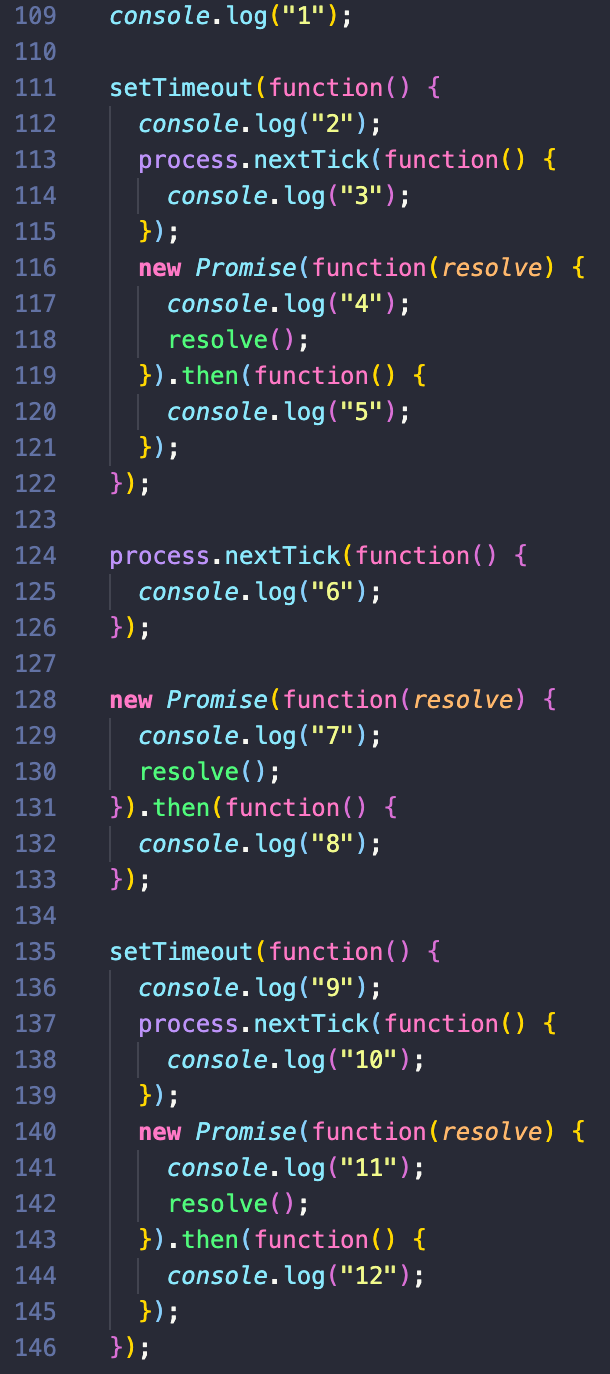 109 console.log("1");
110
111 setTimeout(function() {
112   console.log("2");
113   process.nextTick(function() {
114     console.log("3");
115   });
116   new Promise(function(resolve) {
117     console.log("4");
118     resolve();
119   }).then(function() {
120     console.log("5");
121   });
122 });
123
124 process.nextTick(function() {
125   console.log("6");
126 });
127
128 new Promise(function(resolve) {
129   console.log("7");
130   resolve();
131 }).then(function() {
132   console.log("8");
133 });
134
135 setTimeout(function() {
136   console.log("9");
137   process.nextTick(function() {
138     console.log("10");
139   });
140   new Promise(function(resolve) {
141     console.log("11");
142     resolve();
143   }).then(function() {
144     console.log("12");
145   });
146 });